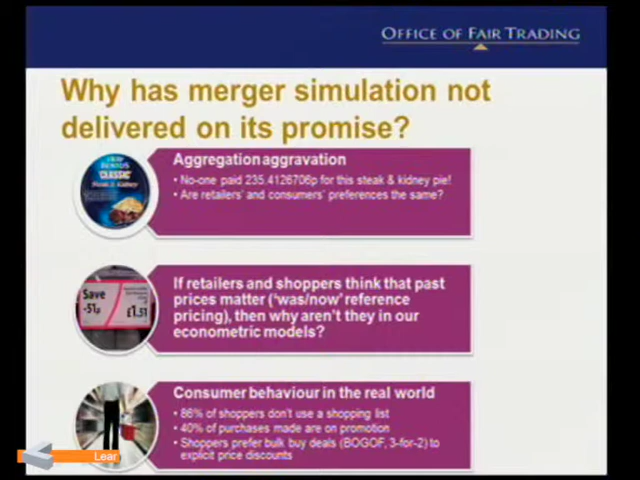 OFFICE OF FAIR TRADING
Why has merger simulation not
delivered on its promise?
Aggregation aggravation
• No-one paid 235.4126706p for this steak & kidney pie!
• Are retailers' and consumers' preferences the same?
CLASSIC
Steak & Kidney
If retailers and shoppers think that past
prices matter ('was/now' reference
pricing), then why aren't they in our
econometric models?
Save
-51p
£1.51
Consumer behaviour in the real world
• 86% of shoppers don't use a shopping list
• 40% of purchases made are on promotion
• Shoppers prefer bulk buy deals (BOGOF, 3-for-2) to
explicit price discounts
Lear